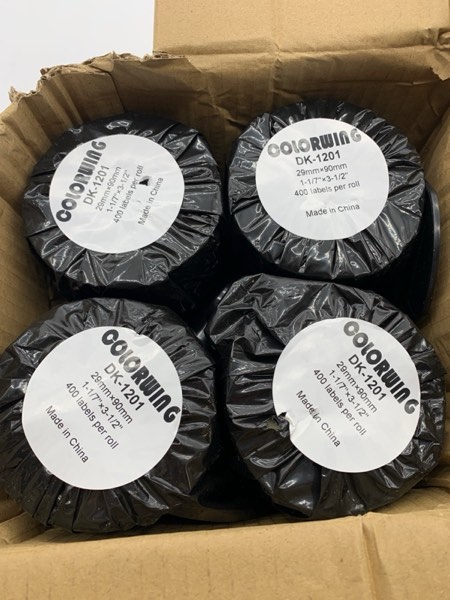 COLORWING
DK-1201
29mm×90mm
1-1/7"×3-1/2"
400 labels per roll
Made in China
COLORWING
DK-1201
29mm×90mm
1-1/7"×3-1/2"
400 labels per roll
Made in China
COLORWING
DK-1201
29mm×90mm
1-1/7"×3-1/2"
400 labels per roll
Made in China
COLORWING
DK-1201
29mm×90mm
1-1/7"×3-1/2"
400 labels per roll
Made in China